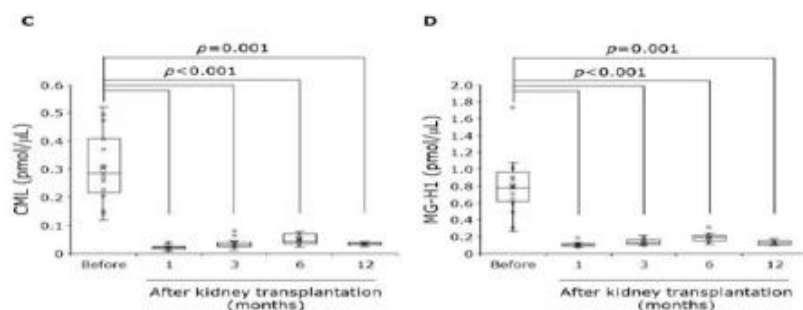 C
p=0.001
p<0.001
CML (pmol/µL)
0.6
0.5
0.4
0.3
0.2
0.1
0
Before
1
3
6
12
After kidney transplantation
(months)
D
p=0.001
p<0.001
MG-H1 (pmol/µL)
2.0
1.8
1.6
1.4
1.2
1.0
0.8
0.6
0.4
0.2
0
Before
1
3
6
12
After kidney transplantation
(months)